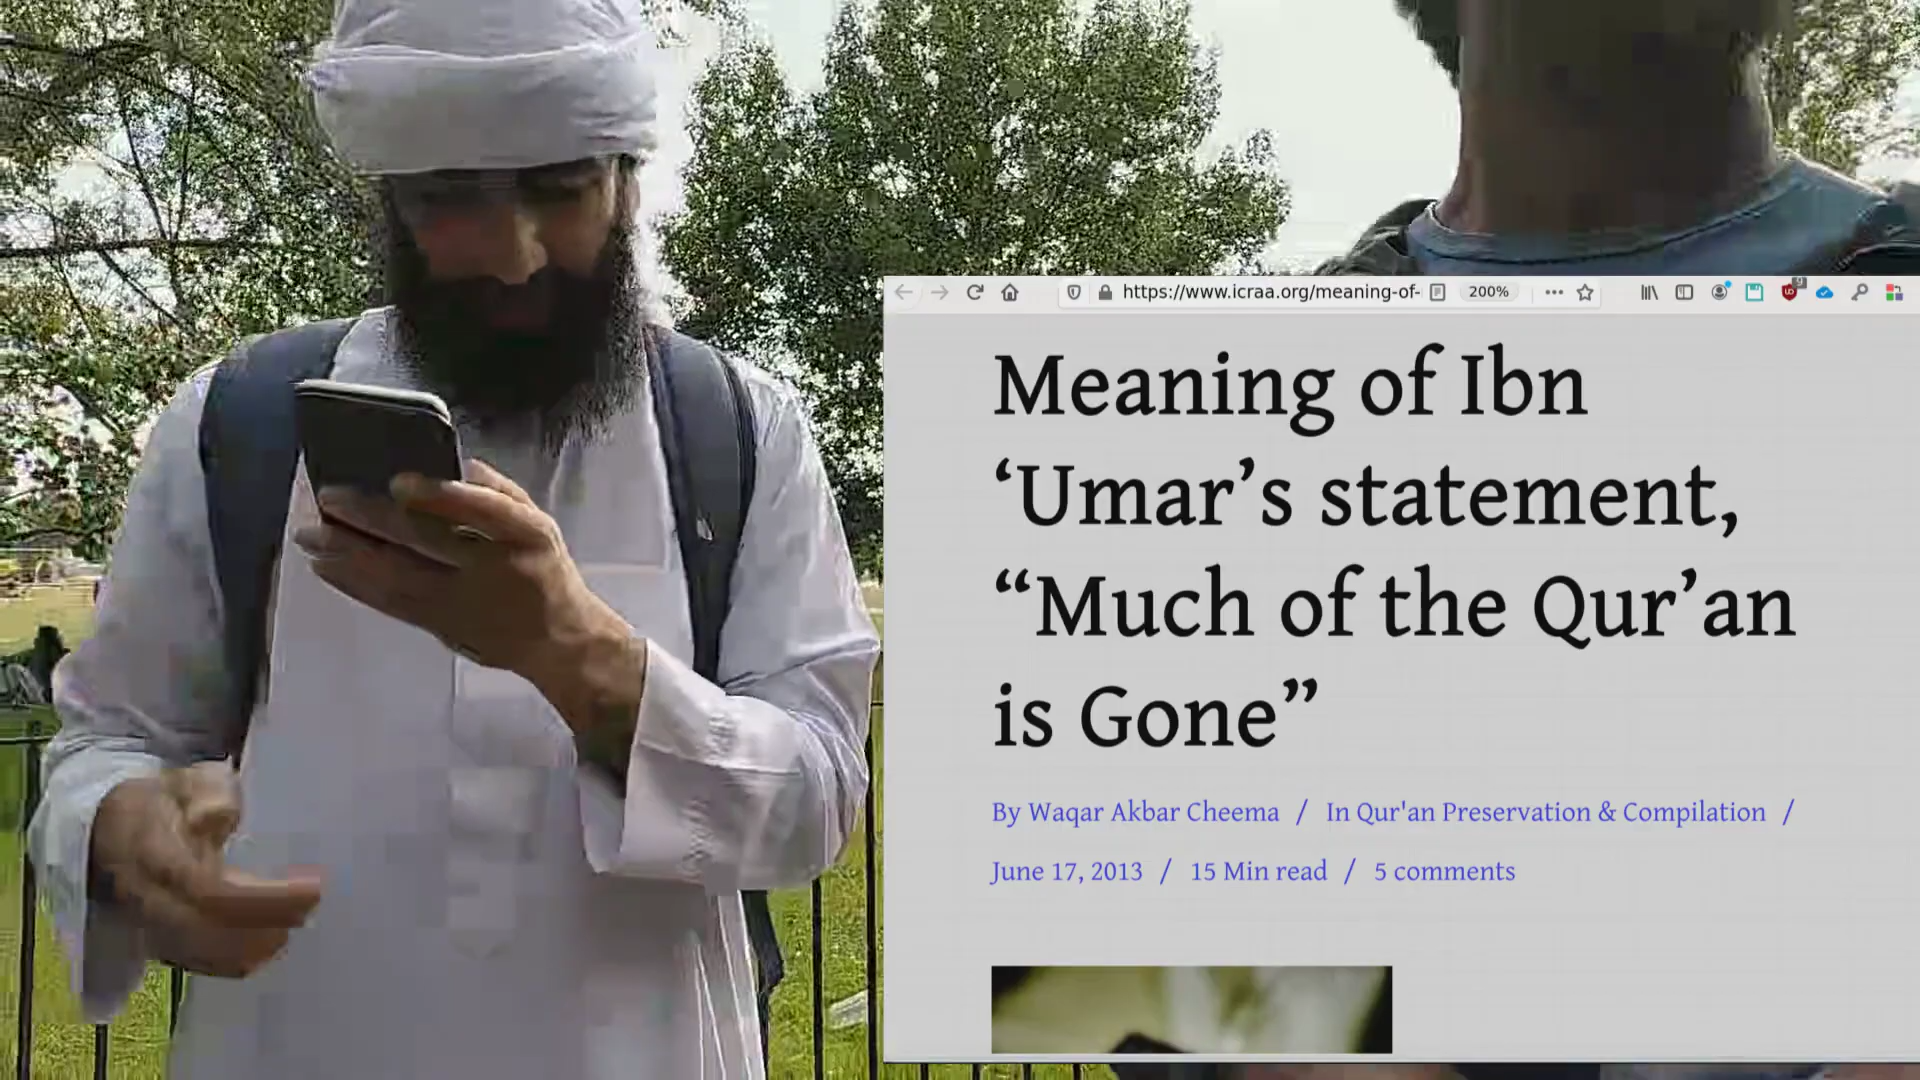 https://www.icraa.org/meaning-of-
200%
Meaning of Ibn
‘Umar’s statement,
“Much of the Qur’an
is Gone”
By Waqar Akbar Cheema / In Qur'an Preservation & Compilation /
June 17, 2013 / 15 Min read / 5 comments